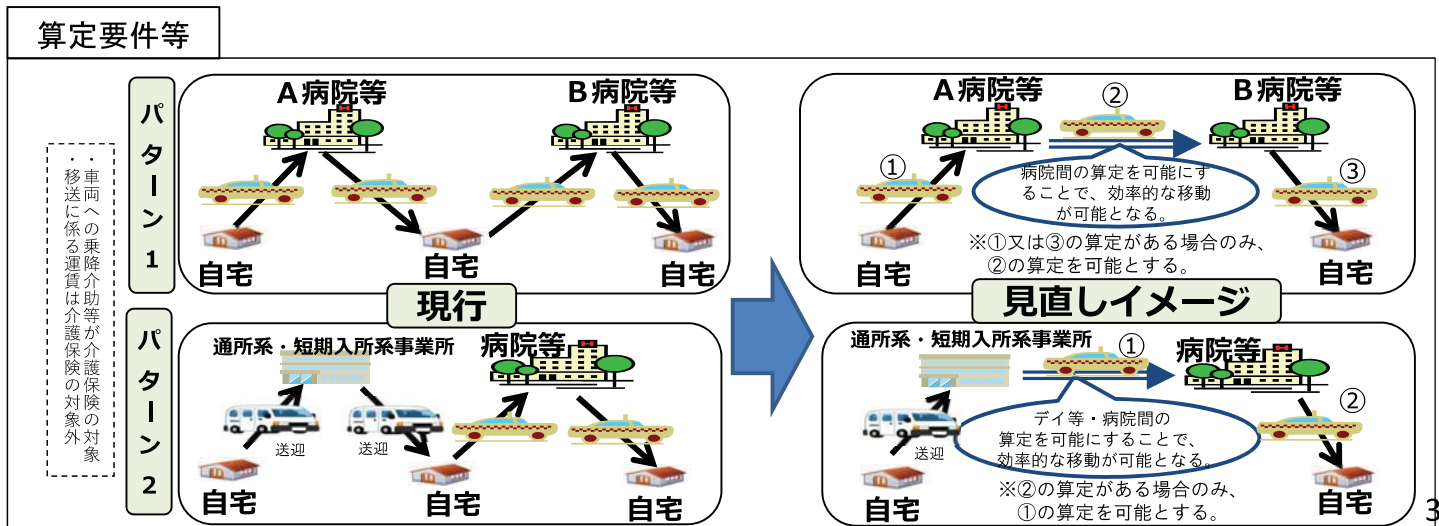 算定要件等
・車両への乗降介助等が介護保険の対象
・移送に係る運賃は介護保険の対象外
パターン1
A病院等
B病院等
自宅
自宅
自宅
現行
パターン2
通所系・短期入所系事業所
病院等
送迎
送迎
自宅
自宅
自宅
A病院等
②
B病院等
①
病院間の算定を可能にす
ることで、効率的な移動
が可能となる。
③
※①又は③の算定がある場合のみ、
②の算定を可能とする。
自宅
自宅
見直しイメージ
通所系・短期入所系事業所
①
病院等
デイ等・病院間の
算定を可能にすることで、
効率的な移動が可能となる。
②
送迎
※②の算定がある場合のみ、
①の算定を可能とする。
自宅
自宅
3